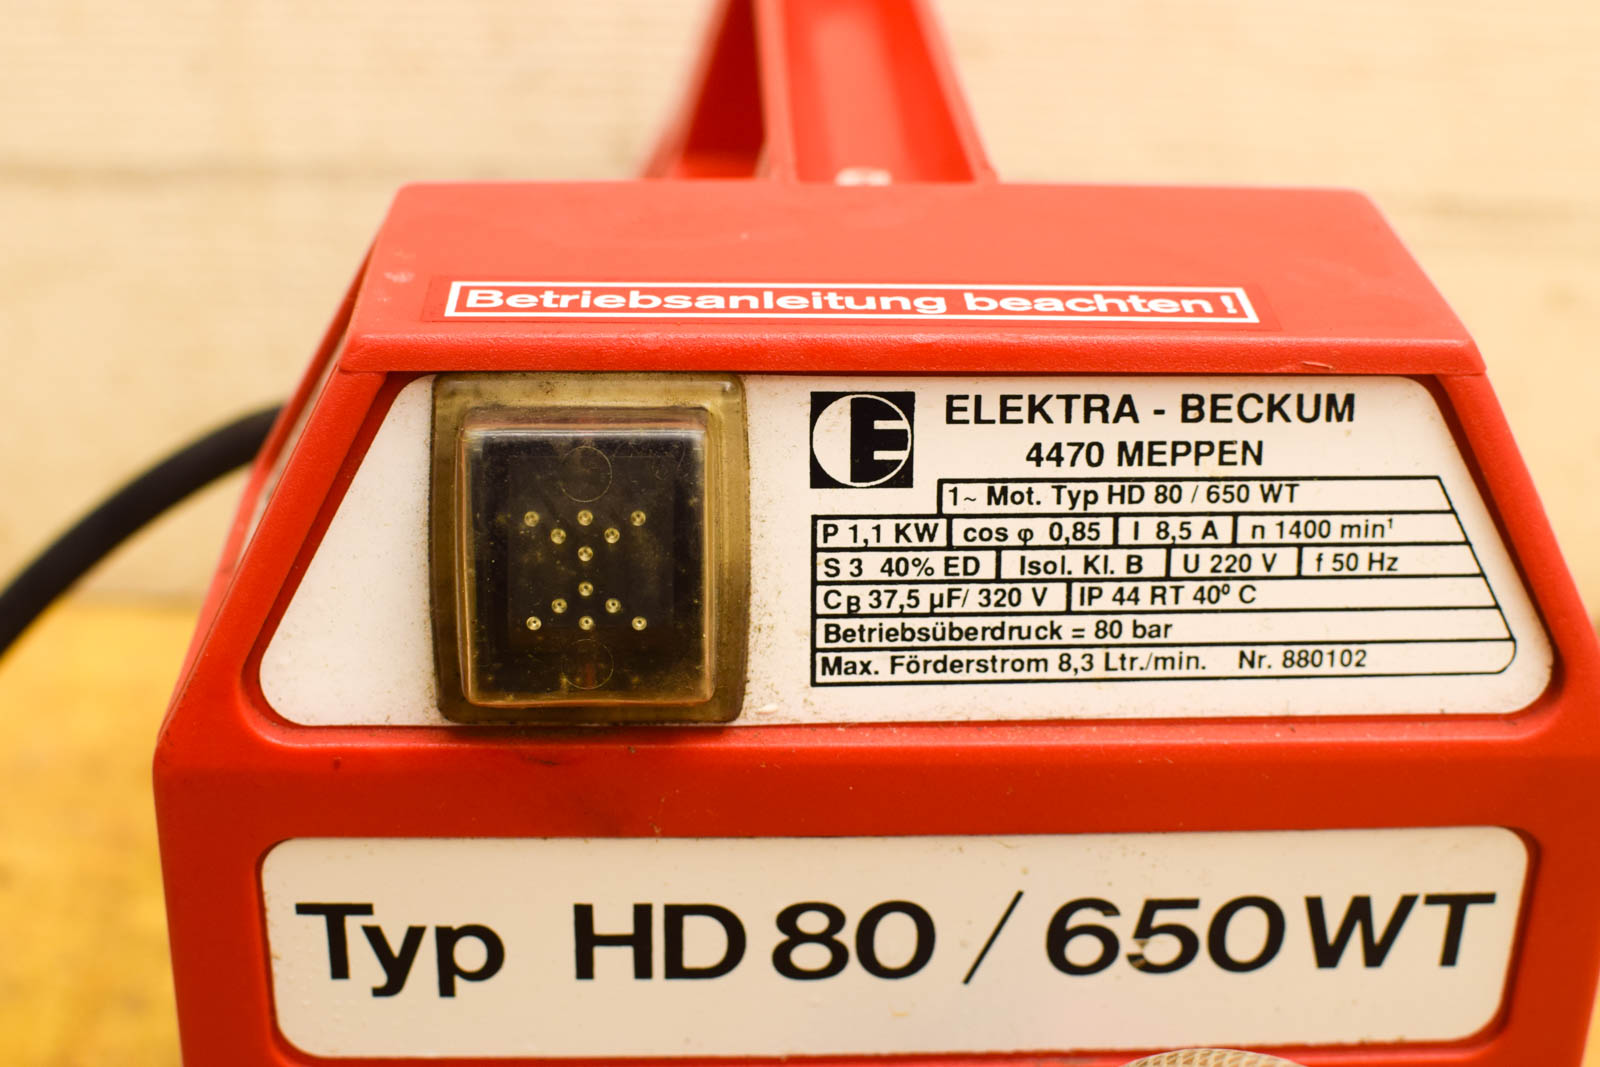 Betriebsanleitung beachten!
E
ELEKTRA - BECKUM
4470 MEPPEN
1~ Mot. Typ HD 80 / 650 WT
P 1,1 KW cos φ 0,85 I 8,5 A n 1400 min¹
S 3 40% ED Isol. Kl. B U 220 V f 50 Hz
CB 37,5 µF/ 320 V IP 44 RT 40⁰ C
Betriebsüberdruck = 80 bar
Max. Förderstrom 8,3 Ltr./min. Nr. 880102
Typ HD 80 / 650 WT